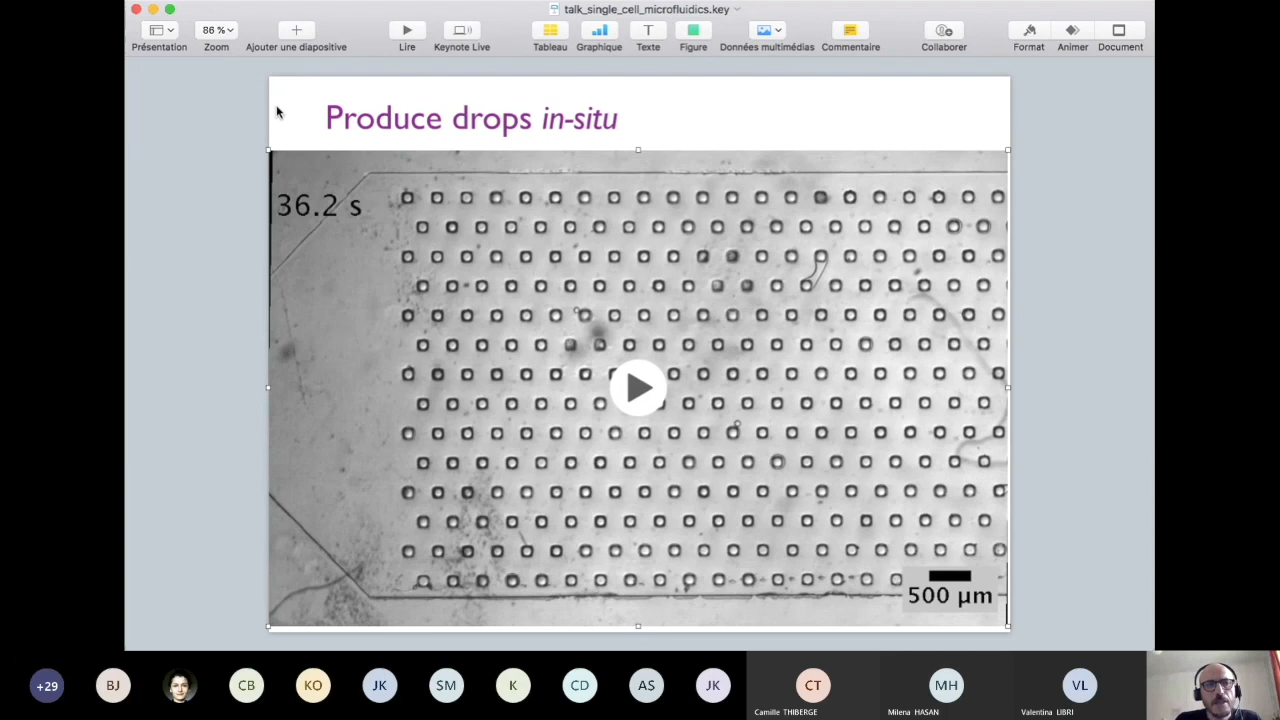 talk_single_cell_microfluidics.key
86 %
Présentation
Zoom
Ajouter une diapositive
Lire
Keynote Live
Tableau
Graphique
Texte
Figure
Données multimédias
Commentaire
Collaborer
Format
Animer
Document
Produce drops in-situ
36.2 s
500 μm
+29
BJ
CB
KO
JK
SM
K
CD
AS
JK
CT
MH
VL
Camille THIBERGE
Milena HASAN
Valentina LIBRI